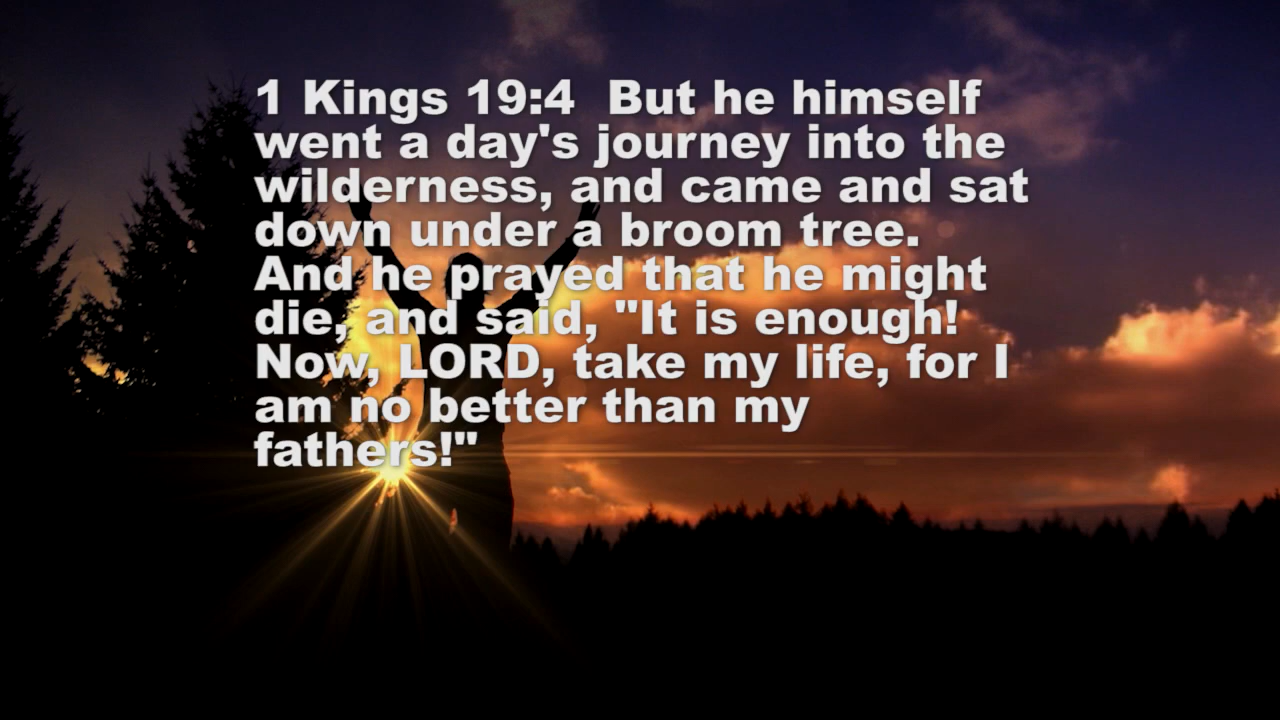 1 Kings 19:4  But he himself
went a day's journey into the
wilderness, and came and sat
down under a broom tree.
And he prayed that he might
die, and said, "It is enough!
Now, LORD, take my life, for I
am no better than my
fathers!"